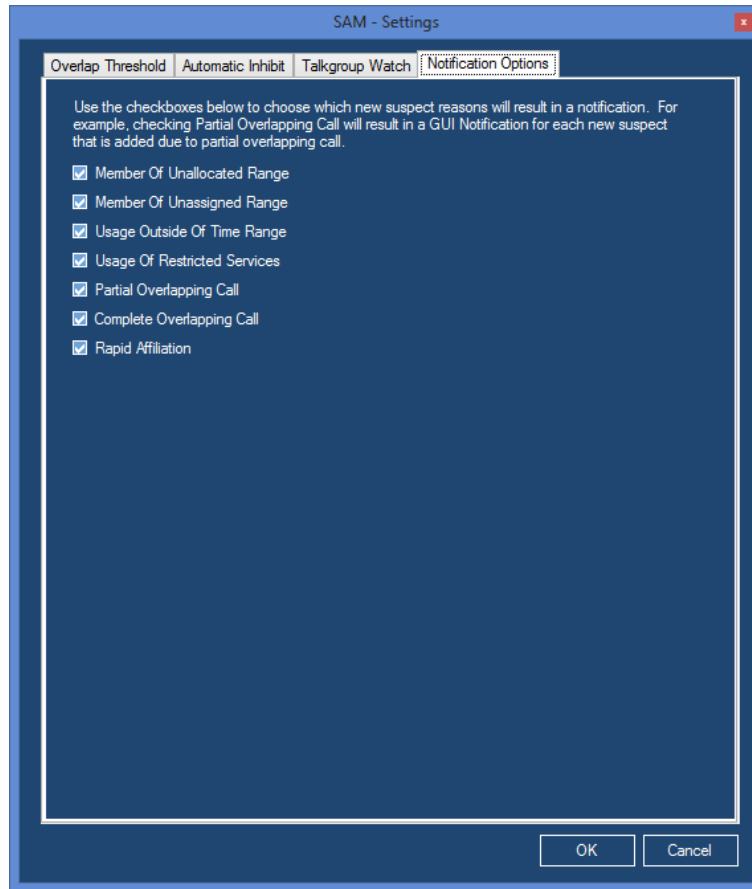 SAM - Settings
x
Overlap Threshold
Automatic Inhibit
Talkgroup Watch
Notification Options
Use the checkboxes below to choose which new suspect reasons will result in a notification. For
example, checking Partial Overlapping Call will result in a GUI Notification for each new suspect
that is added due to partial overlapping call.
Member Of Unallocated Range
Member Of Unassigned Range
Usage Outside Of Time Range
Usage Of Restricted Services
Partial Overlapping Call
Complete Overlapping Call
Rapid Affiliation
OK
Cancel